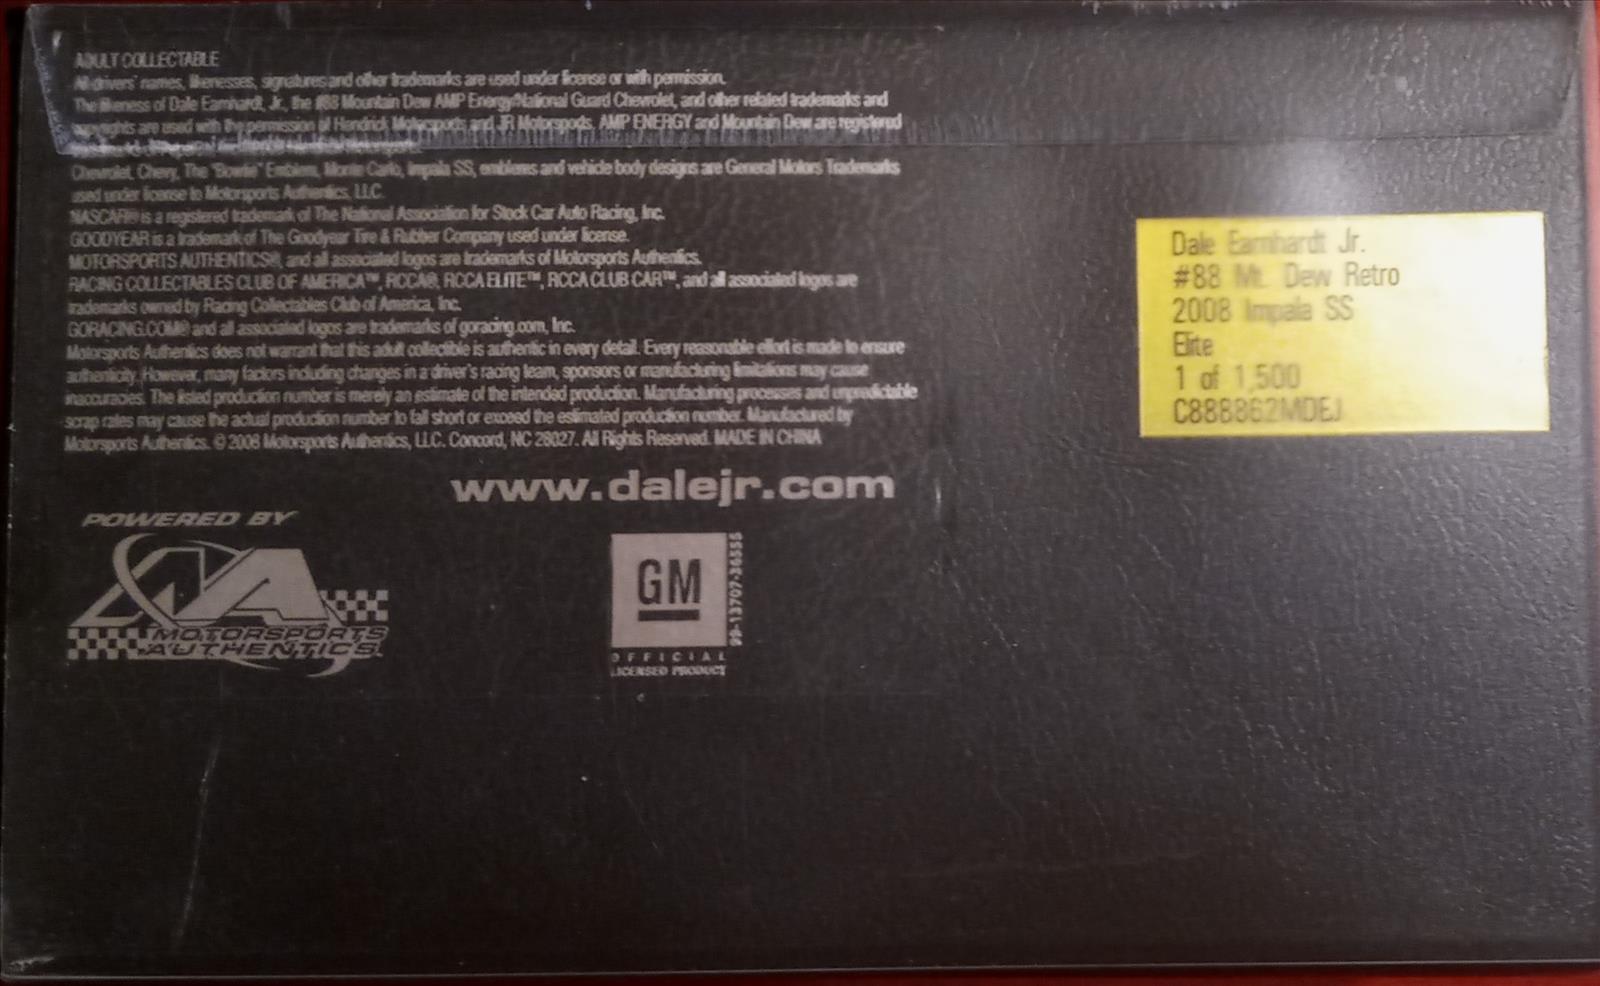 ADULT COLLECTABLE
All drivers' names, likenesses, signatures and other trademarks are used under license or with permission.
The likeness of Dale Earnhardt, Jr., the #88 Mountain Dew AMP Energy/National Guard Chevrolet, and other related trademarks and
copyrights are used with the permission of Hendrick Motorsports and JR Motorsports. AMP ENERGY and Mountain Dew are registered
Chevrolet, Chevy, The "Bowtie" Emblem, Monte Carlo, Impala SS, emblems and vehicle body designs are General Motors Trademarks
used under license to Motorsports Authentics, LLC.
NASCAR® is a registered trademark of The National Association for Stock Car Auto Racing, Inc.
GOODYEAR is a trademark of The Goodyear Tire & Rubber Company used under license.
MOTORSPORTS AUTHENTICS®, and all associated logos are trademarks of Motorsports Authentics.
RACING COLLECTABLES CLUB OF AMERICA™, RCCA®, RCCA ELITE™, RCCA CLUB CAR™, and all associated logos are
trademarks owned by Racing Collectables Club of America, Inc.
GORACING.COM® and all associated logos are trademarks of goracing.com, Inc.
Motorsports Authentics does not warrant that this adult collectible is authentic in every detail. Every reasonable effort is made to ensure
authenticity. However, many factors including changes in a driver's racing team, sponsors or manufacturing limitations may cause
inaccuracies. The listed production number is merely an estimate of the intended production. Manufacturing processes and unpredictable
scrap rates may cause the actual production number to fall short or exceed the estimated production number. Manufactured by
Motorsports Authentics. © 2008 Motorsports Authentics, LLC. Concord, NC 28027. All Rights Reserved. MADE IN CHINA
www.dalejr.com
POWERED BY
MA
MOTORSPORTS
AUTHENTICS
GM
OFFICIAL
LICENSED PRODUCT
99-13707-36555
Dale Earnhardt Jr.
#88 Mt. Dew Retro
2008 Impala SS
Elite
1 of 1,500
C888862MDEJ